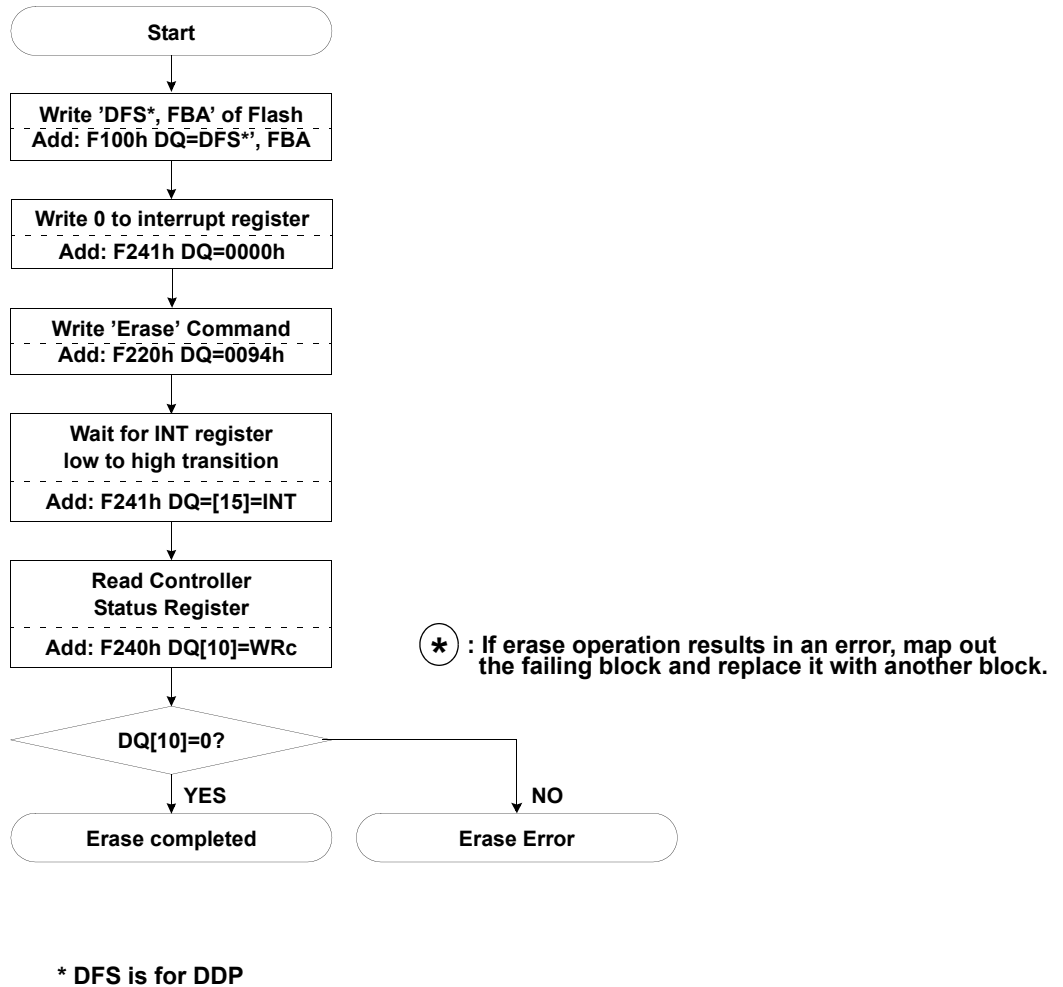 Start
Write ’DFS*, FBA’ of Flash
Add: F100h DQ=DFS*’, FBA
Write 0 to interrupt register
Add: F241h DQ=0000h
Write ’Erase’ Command
Add: F220h DQ=0094h
Wait for INT register
low to high transition
Add: F241h DQ=[15]=INT
Read Controller
Status Register
Add: F240h DQ[10]=WRc
* : If erase operation results in an error, map out
the failing block and replace it with another block.
DQ[10]=0?
YES
NO
Erase completed
Erase Error
* DFS is for DDP